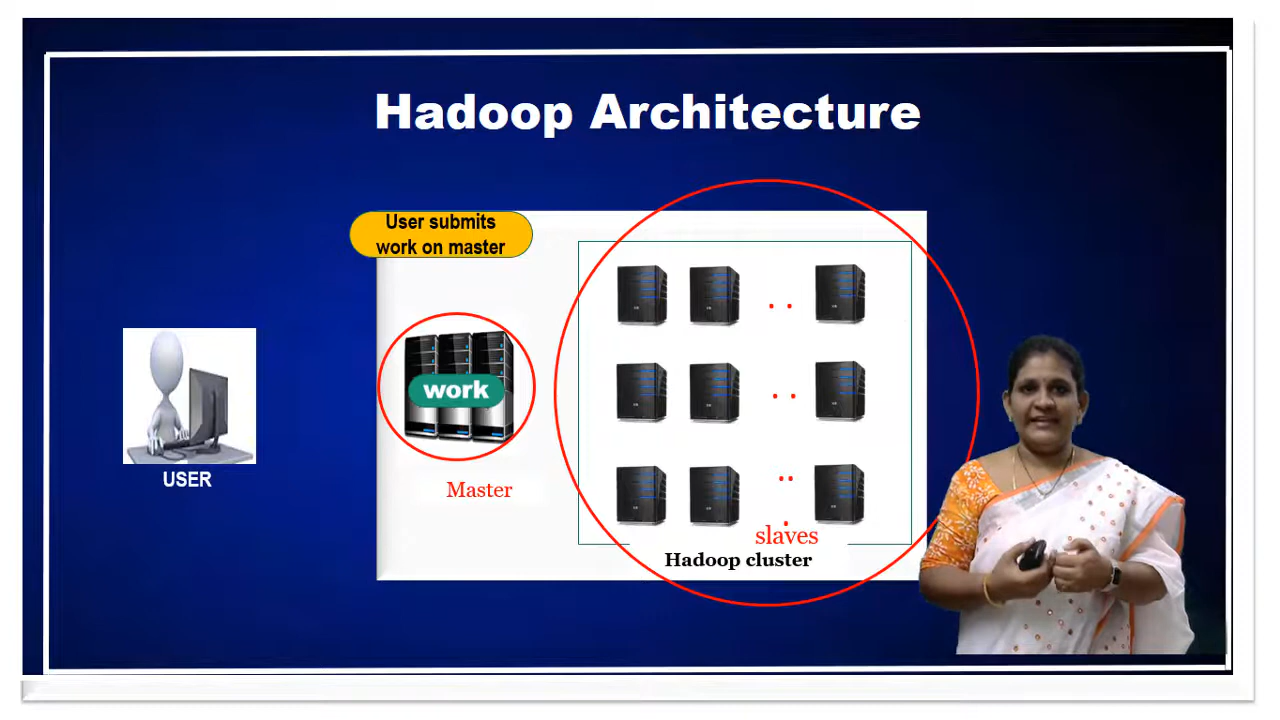 Hadoop Architecture
User submits
work on master
work
USER
Master
slaves
Hadoop cluster